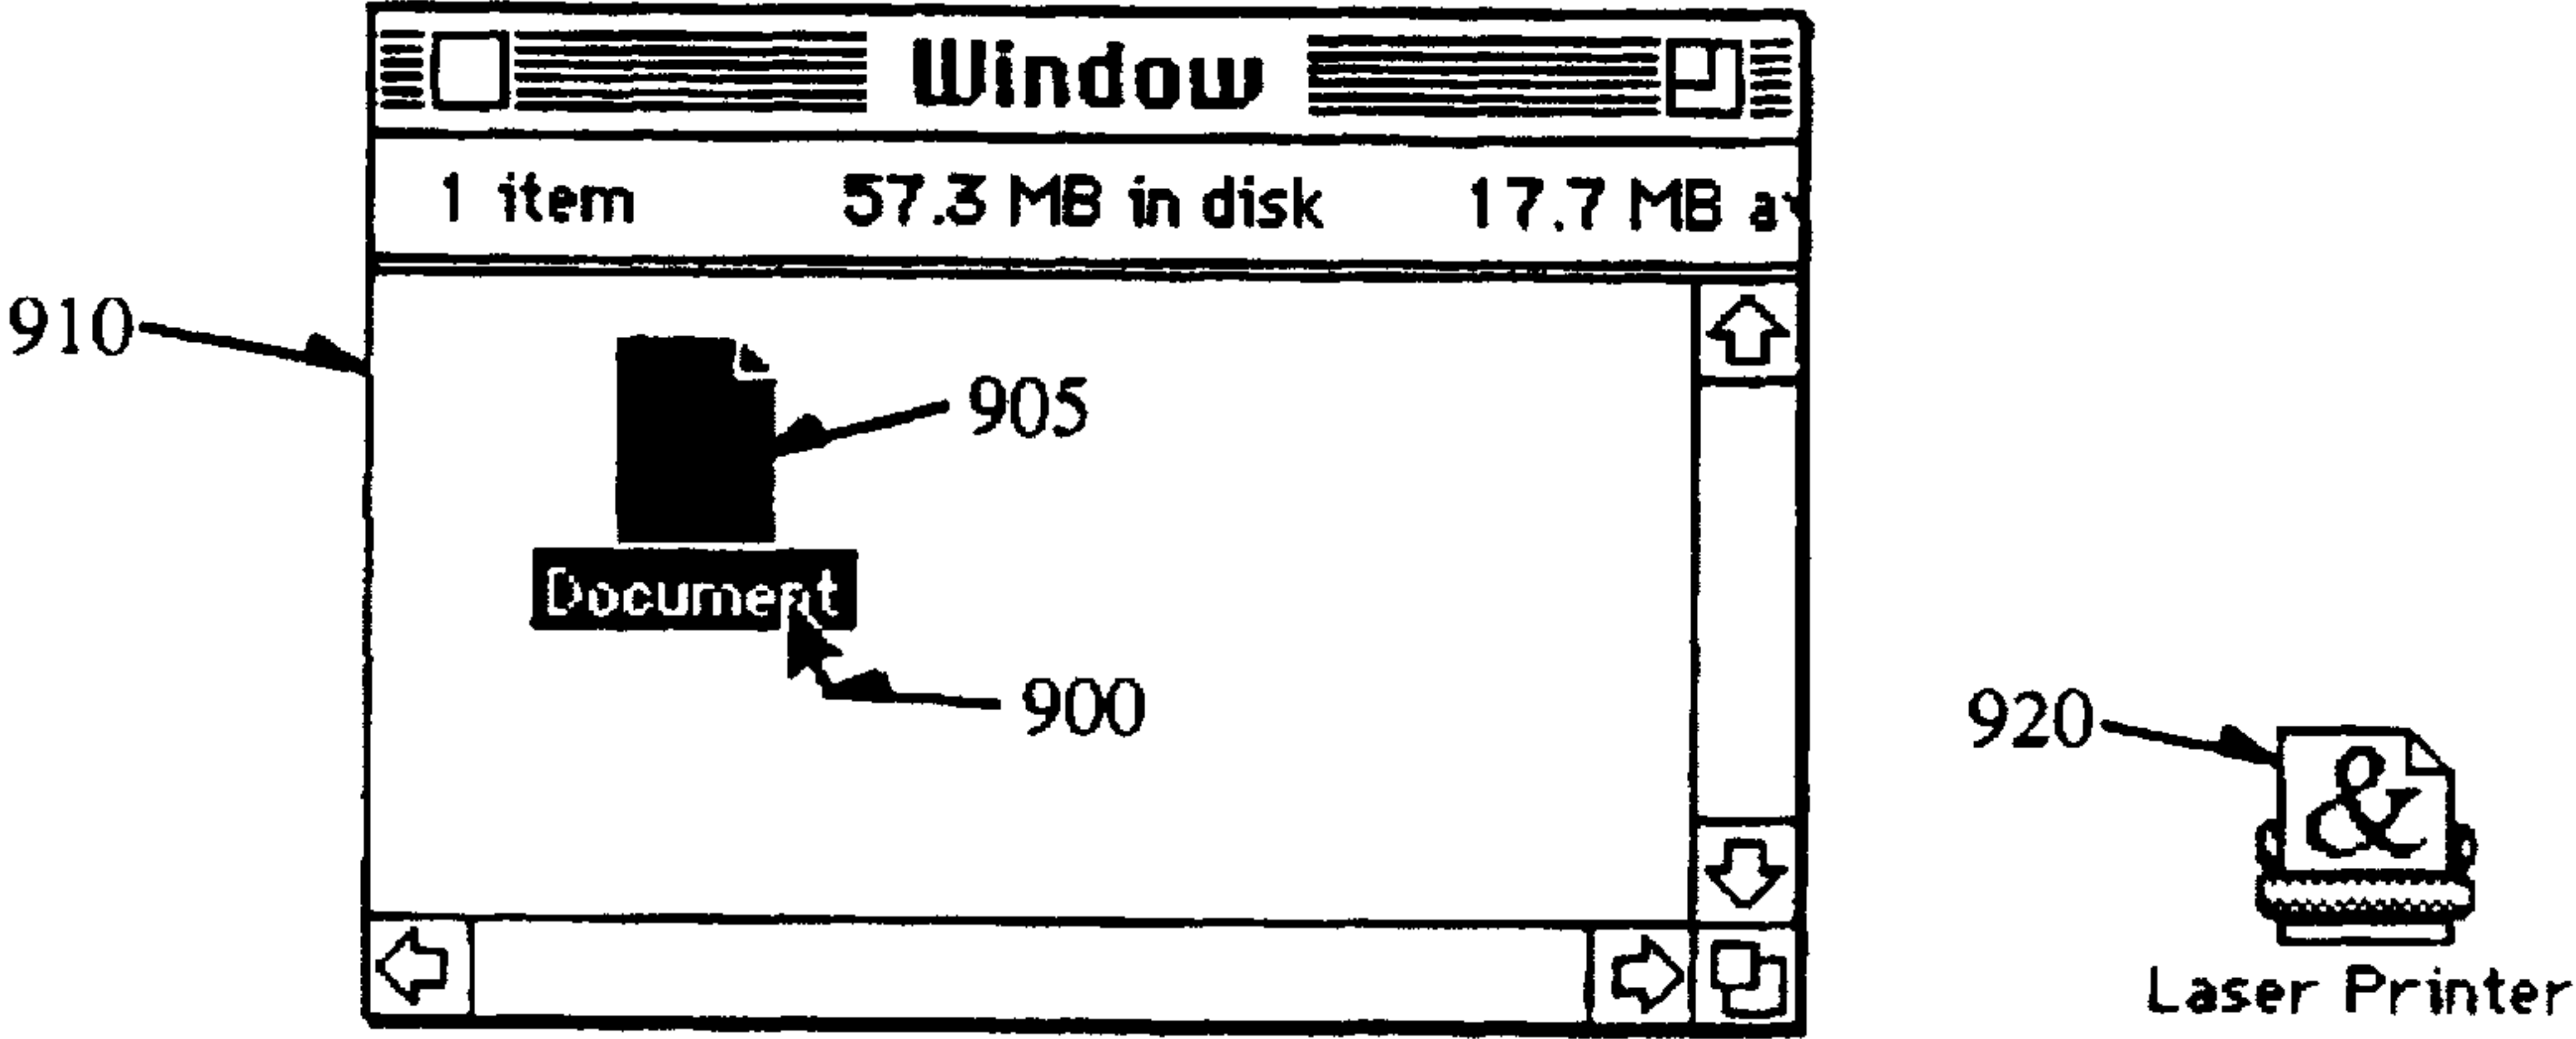 Window
1 item 57.3 MB in disk 17.7 MB
910
905
Document
900
920
&
Laser Printer